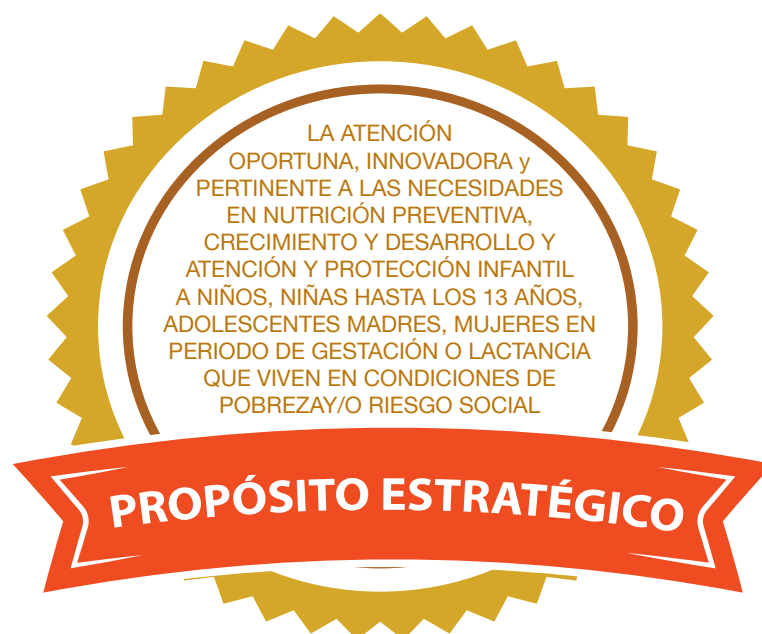 LA ATENCIÓN
OPORTUNA, INNOVADORA y
PERTINENTE A LAS NECESIDADES
EN NUTRICIÓN PREVENTIVA,
CRECIMIENTO Y DESARROLLO Y
ATENCIÓN Y PROTECCIÓN INFANTIL
A NIÑOS, NIÑAS HASTA LOS 13 AÑOS,
ADOLESCENTES MADRES, MUJERES EN
PERIODO DE GESTACIÓN O LACTANCIA
QUE VIVEN EN CONDICIONES DE
POBREZAY/O RIESGO SOCIAL
PROPÓSITO ESTRATÉGICO